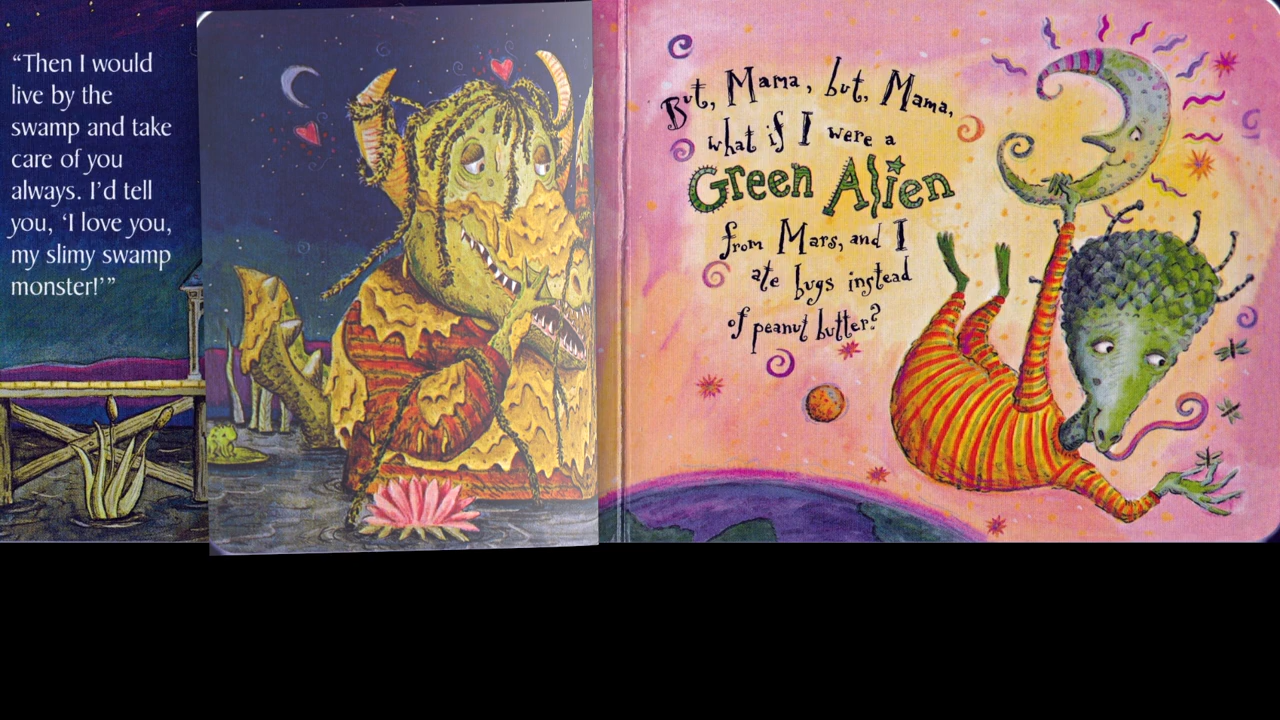 “Then I would
live by the
swamp and take
care of you
always. I’d tell
you, ‘I love you,
my slimy swamp
monster!’”
But, Mama, but, Mama,
what if I were a
Green Alien
from Mars, and I
ate bugs instead
of peanut butter?